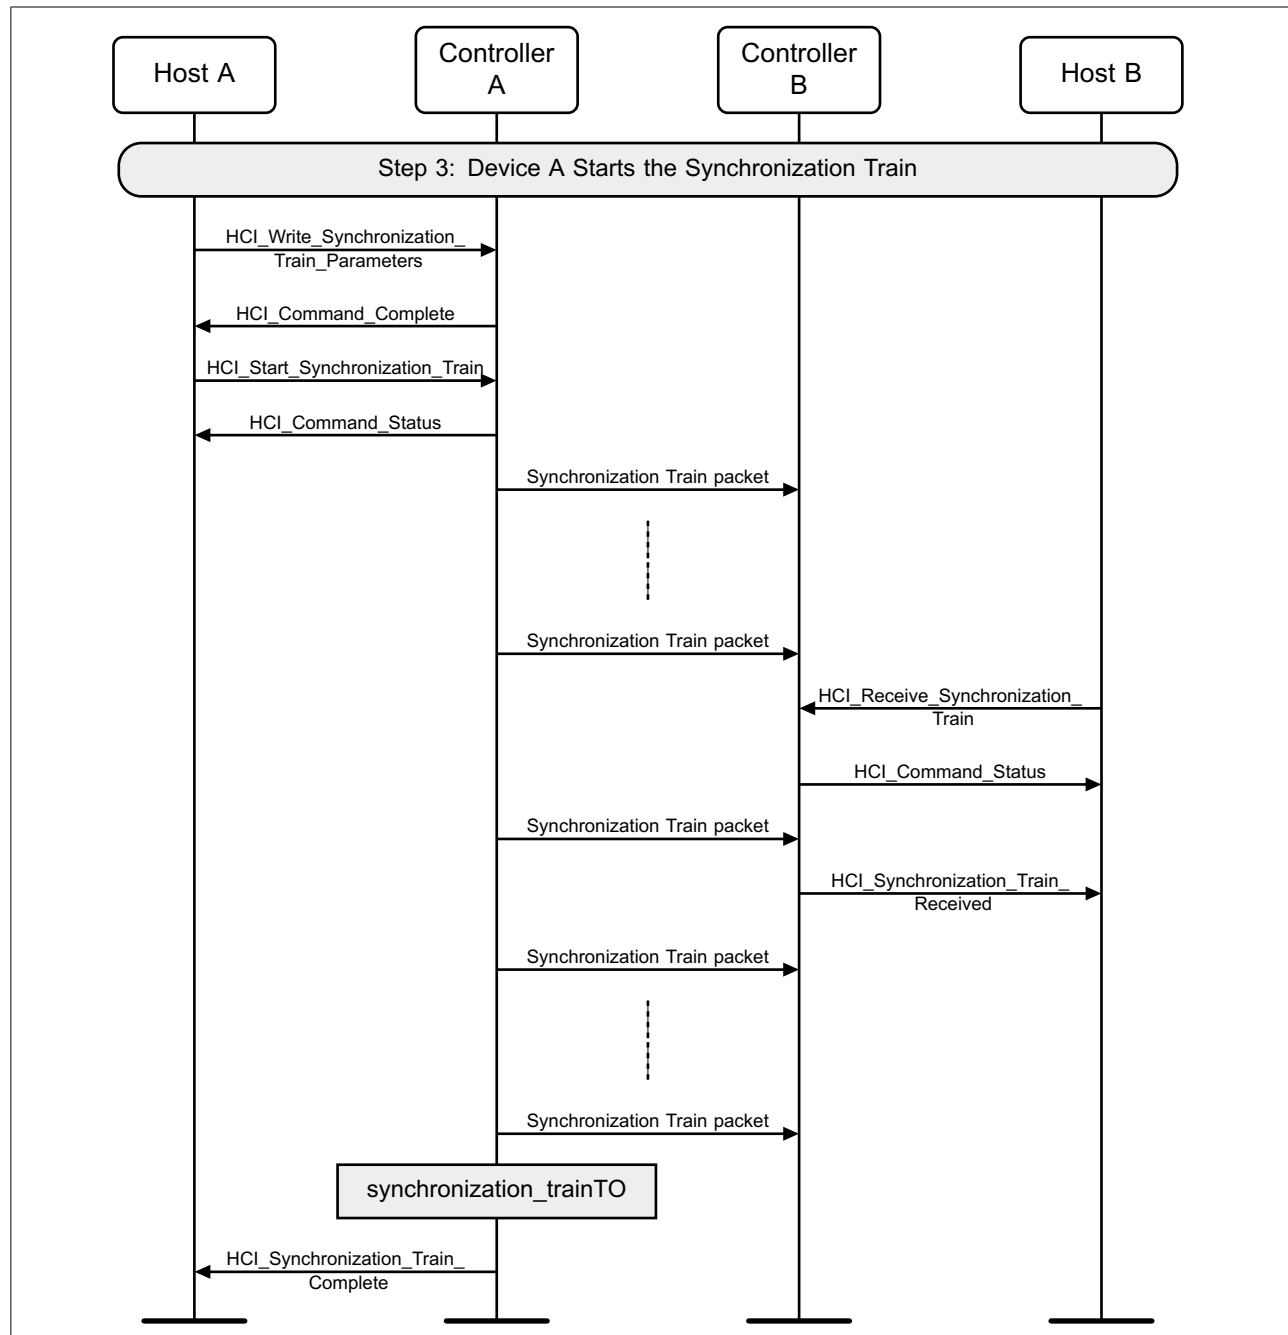 Host A
Controller
A
Controller
B
Host B
Step 3: Device A Starts the Synchronization Train
HCI_Write_Synchronization_
Train_Parameters
HCI_Command_Complete
HCI_Start_Synchronization_Train
HCI_Command_Status
Synchronization Train packet
Synchronization Train packet
HCI_Receive_Synchronization_
Train
HCI_Command_Status
Synchronization Train packet
HCI_Synchronization_Train_
Received
Synchronization Train packet
Synchronization Train packet
synchronization_trainTO
HCI_Synchronization_Train_
Complete